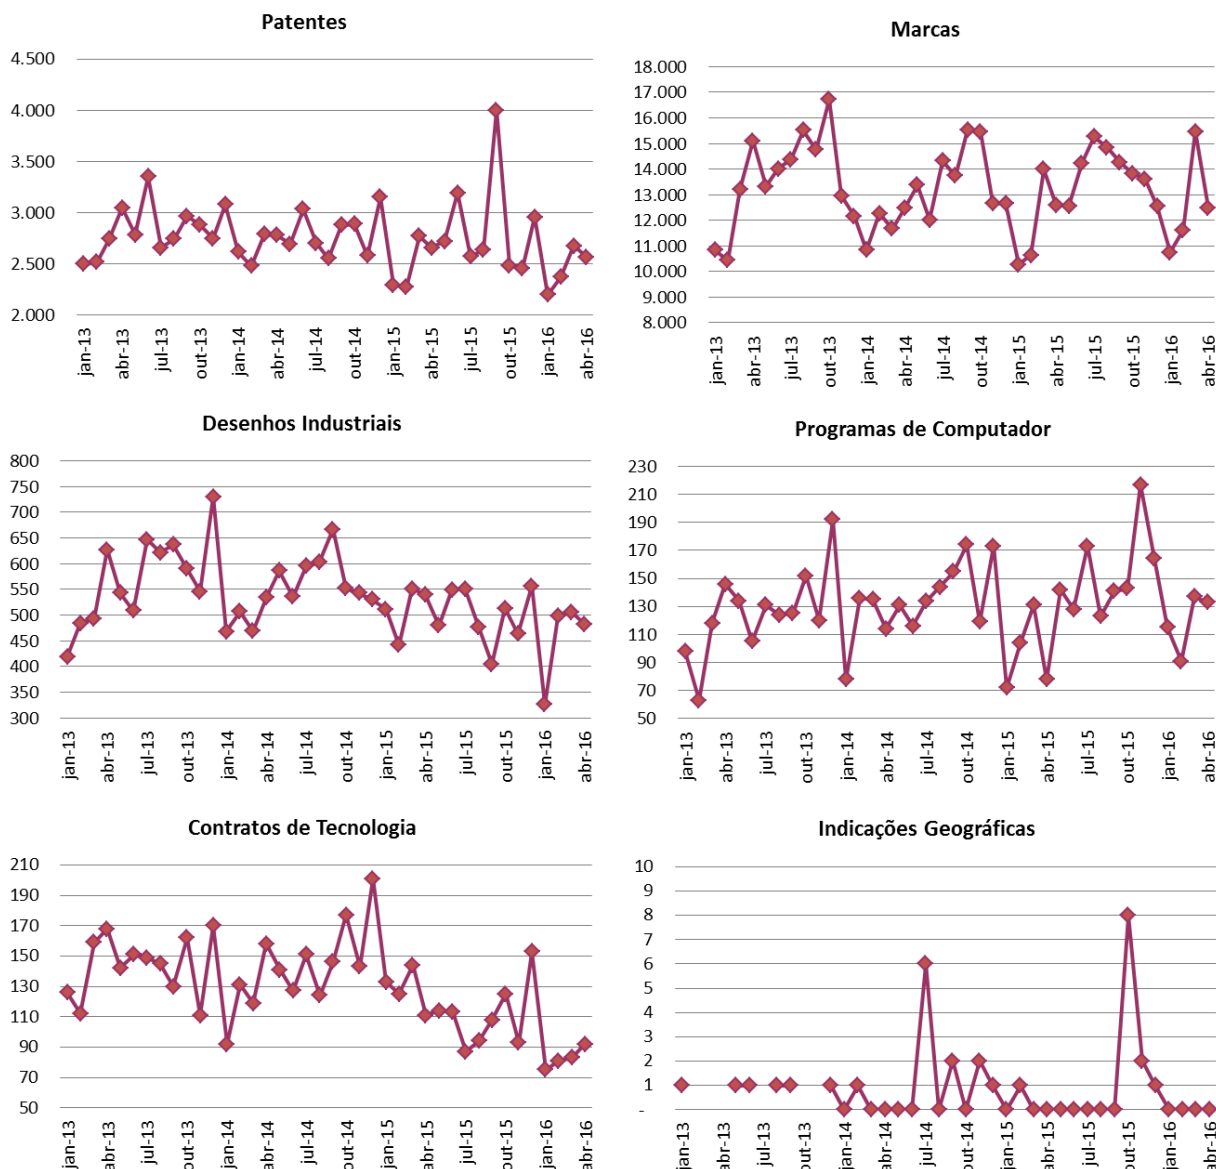 Patentes
4.500
4.000
3.500
3.000
2.500
2.000
jan-13
abr-13
jul-13
out-13
jan-14
abr-14
jul-14
out-14
jan-15
abr-15
jul-15
out-15
jan-16
abr-16
Marcas
18.000
17.000
16.000
15.000
14.000
13.000
12.000
11.000
10.000
9.000
8.000
jan-13
abr-13
jul-13
out-13
jan-14
abr-14
jul-14
out-14
jan-15
abr-15
jul-15
out-15
jan-16
abr-16
Desenhos Industriais
800
750
700
650
600
550
500
450
400
350
300
jan-13
abr-13
jul-13
out-13
jan-14
abr-14
jul-14
out-14
jan-15
abr-15
jul-15
out-15
jan-16
abr-16
Programas de Computador
230
210
190
170
150
130
110
90
70
50
jan-13
abr-13
jul-13
out-13
jan-14
abr-14
jul-14
out-14
jan-15
abr-15
jul-15
out-15
jan-16
abr-16
Contratos de Tecnologia
210
190
170
150
130
110
90
70
50
jan-13
abr-13
jul-13
out-13
jan-14
abr-14
jul-14
out-14
jan-15
abr-15
jul-15
out-15
jan-16
abr-16
Indicações Geográficas
10
9
8
7
6
5
4
3
2
1
-
jan-13
abr-13
jul-13
out-13
jan-14
abr-14
jul-14
out-14
jan-15
abr-15
jul-15
out-15
jan-16
abr-16